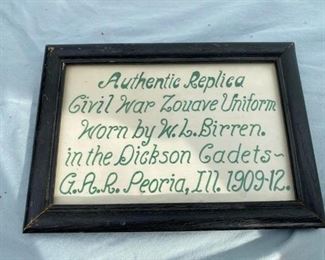 Authentic Replica
Civil War Zouave Uniform
Worn by W.L. Birren.
in the Dickson Cadets~
G.A.R. Peoria, Ill. 1909-12.